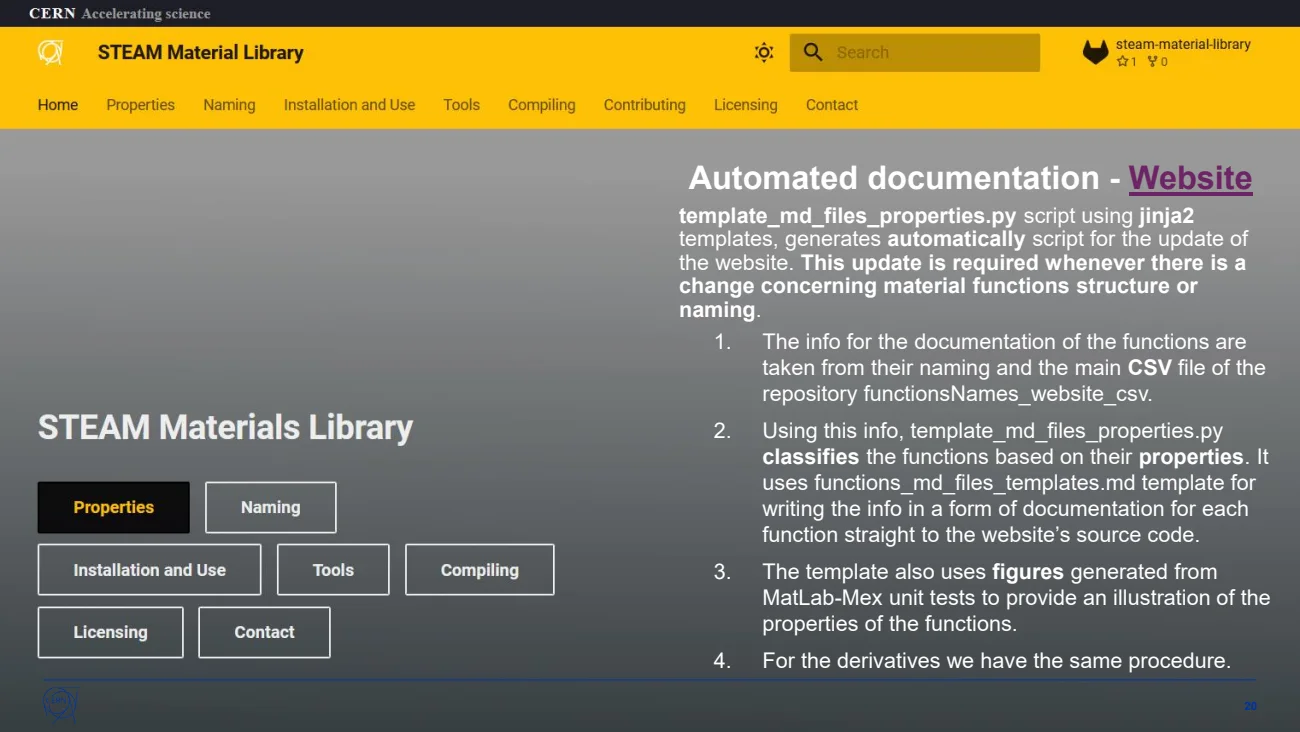 CERN Accelerating science
STEAM Material Library
Search
steam-material-library
1 0
Home Properties Naming Installation and Use Tools Compiling Contributing Licensing Contact
Automated documentation - Website
template_md_files_properties.py script using jinja2
templates, generates automatically script for the update of
the website. This update is required whenever there is a
change concerning material functions structure or
naming.
1. The info for the documentation of the functions are
taken from their naming and the main CSV file of the
repository functionsNames_website_csv.
2. Using this info, template_md_files_properties.py
classifies the functions based on their properties. It
uses functions_md_files_templates.md template for
writing the info in a form of documentation for each
function straight to the website’s source code.
3. The template also uses figures generated from
MatLab-Mex unit tests to provide an illustration of the
properties of the functions.
4. For the derivatives we have the same procedure.
STEAM Materials Library
Properties Naming
Installation and Use Tools Compiling
Licensing Contact
20